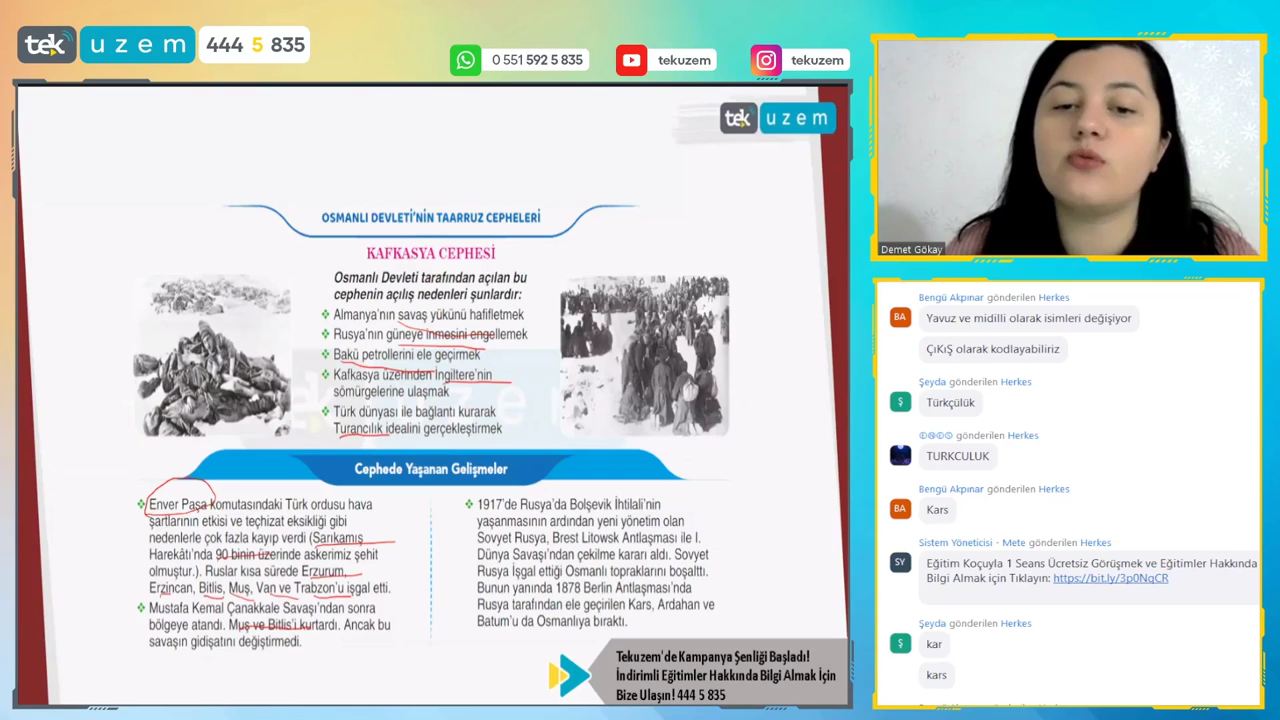 tek uzem 444 5 835
0 551 592 5 835
tekuzem
tekuzem
tek uzem
OSMANLI DEVLETİ'NİN TAARRUZ CEPHELERİ
KAFKASYA CEPHESİ
Osmanlı Devleti tarafından açılan bu
cephenin açılış nedenleri şunlardır:
Almanya'nın savaş yükünü hafifletmek
Rusya'nın güneye inmesini engellemek
Bakü petrollerini ele geçirmek
Kafkasya üzerinden İngiltere'nin
sömürgelerine ulaşmak
Türk dünyası ile bağlantı kurarak
Turancılık idealini gerçekleştirmek
Cephede Yaşanan Gelişmeler
Enver Paşa komutasındaki Türk ordusu hava
şartlarının etkisi ve teçhizat eksikliği gibi
nedenlerle çok fazla kayıp verdi (Sarıkamış
Harekâtı'nda 90 binin üzerinde askerimiz şehit
olmuştur.). Ruslar kısa sürede Erzurum,
Erzincan, Bitlis, Muş, Van ve Trabzon'u işgal etti.
Mustafa Kemal Çanakkale Savaşı'ndan sonra
bölgeye atandı. Muş ve Bitlis'i kurtardı. Ancak bu
savaşın gidişatını değiştirmedi.
1917'de Rusya'da Bolşevik İhtilali'nin
yaşanmasının ardından yeni yönetim olan
Sovyet Rusya, Brest Litowsk Antlaşması ile I.
Dünya Savaşı'ndan çekilme kararı aldı. Sovyet
Rusya İşgal ettiği Osmanlı topraklarını boşalttı.
Bunun yanında 1878 Berlin Antlaşması'nda
Rusya tarafından ele geçirilen Kars, Ardahan ve
Batum'u da Osmanlıya bıraktı.
Tekuzem'de Kampanya Şenliği Başladı!
İndirimli Eğitimler Hakkında Bilgi Almak İçin
Bize Ulaşın! 444 5 835
Demet Gökay
Bengü Akpınar gönderilen Herkes
BA
Yavuz ve midilli olarak isimleri değişiyor
ÇıKıŞ olarak kodlayabiliriz
Şeyda gönderilen Herkes
Ş
Türkçülük
gönderilen Herkes
TURKCULUK
Bengü Akpınar gönderilen Herkes
BA
Kars
Sistem Yöneticisi - Mete gönderilen Herkes
SY
Eğitim Koçuyla 1 Seans Ücretsiz Görüşmek ve Eğitimler Hakkında
Bilgi Almak için Tıklayın: https://bit.ly/3p0NqCR
Şeyda gönderilen Herkes
Ş
kar
kars